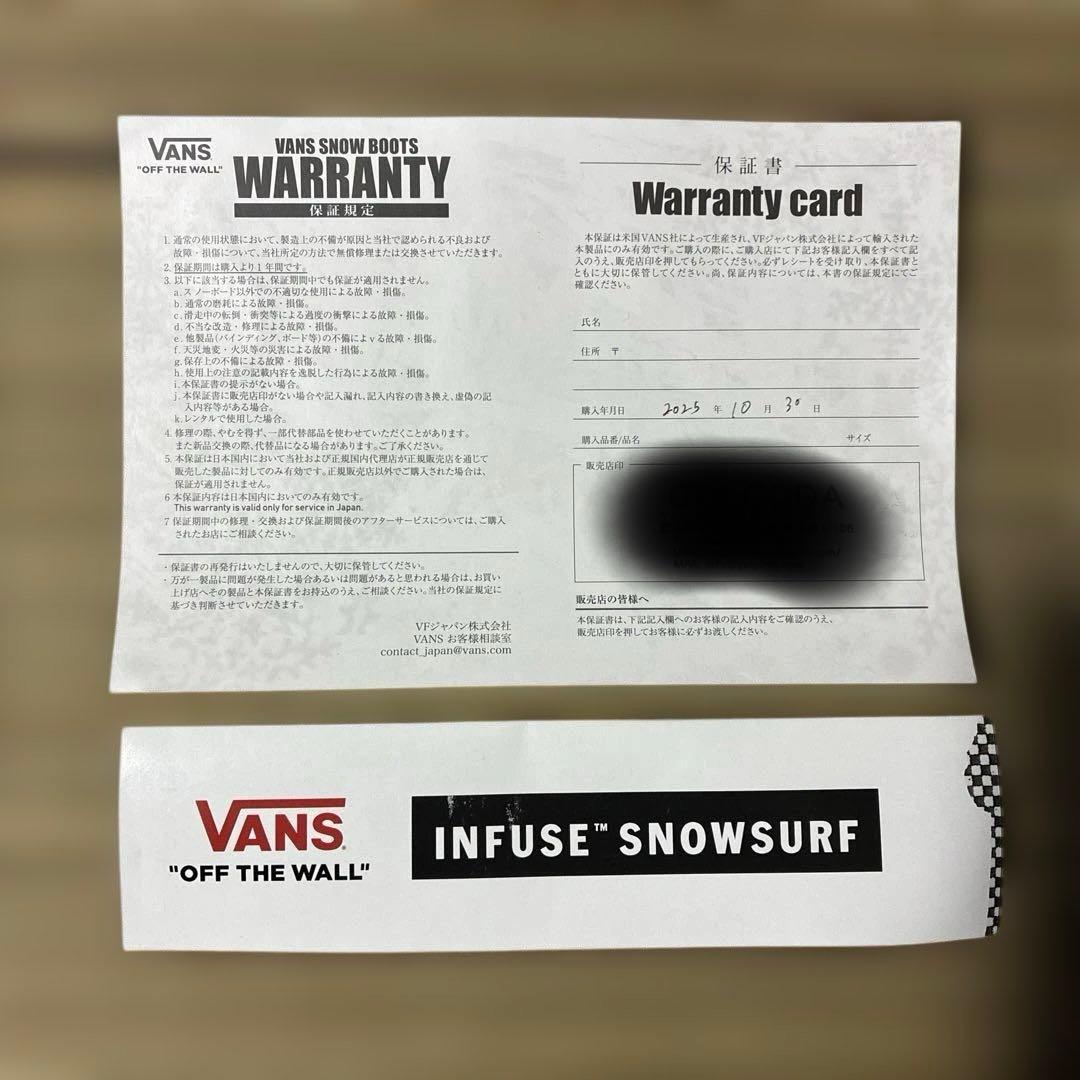 VANS
"OFF THE WALL"
VANS SNOW BOOTS
WARRANTY
保証規定
1. 通常の使用状態において、製造上の不備が原因と当社で認められる不良および
故障・損傷について、当社所定の方法で無償修理または交換させていただきます。
2. 保証期間は購入より1年間です。
3. 以下に該当する場合は、保証期間中でも保証が適用されません。
a. スノーボード以外での不適切な使用による故障・損傷。
b. 通常の磨耗による故障・損傷。
c. 滑走中の転倒・衝突等による過度の衝撃による故障・損傷。
d. 不当な改造・修理による故障・損傷。
e. 他製品(バインディング、ボード等)の不備によvる故障・損傷。
f. 天災地変・火災等の災害による故障・損傷。
g. 保存上の不備による故障・損傷。
h. 使用上の注意の記載内容を逸脱した行為による故障・損傷。
i. 本保証書の提示がない場合。
j. 本保証書に販売店印がない場合や記入漏れ、記入内容の書き換え、虚偽の記
入内容等がある場合。
k. レンタルで使用した場合。
4. 修理の際、やむを得ず、一部代替部品を使わせていただくことがあります。
また新品交換の際、代替品になる場合があります。ご了承ください。
5. 本保証は日本国内において当社および正規国内代理店が正規販売店を通じて
販売した製品に対してのみ有効です。正規販売店以外でご購入された場合は、
保証が適用されません。
6 本保証内容は日本国内においてのみ有効です。
This warranty is valid only for service in Japan.
7 保証期間中の修理・交換および保証期間後のアフターサービスについては、ご購入
されたお店にご相談ください。
・保証書の再発行はいたしませんので、大切に保管してください。
・万が一製品に問題が発生した場合あるいは問題があると思われる場合は、お買い
上げ店へその製品と本保証書をお持込のうえ、ご相談ください。当社の保証規定に
基づき判断させていただきます。
VFジャパン株式会社
VANS お客様相談室
contact_japan@vans.com
保証書
Warranty card
本保証は米国VANS社によって生産され、VFジャパン株式会社によって輸入された
本製品にのみ有効です。ご購入の際に、ご購入店にて下記お客様記入欄をすべて記
入のうえ、販売店印を押してもらってください。必ずレシートを受け取り、本保証書と
ともに大切に保管してください。尚、保証内容については、本書の保証規定にてご
確認ください。
氏名
住所 〒
購入年月日 2025 年 10 月 30 日
購入品番/品名 サイズ
販売店印
販売店の皆様へ
本保証書は、下記記入欄へのお客様の記入内容をご確認のうえ、
販売店印を押してお客様に必ずお渡しください。
VANS
"OFF THE WALL"
INFUSE™ SNOWSURF